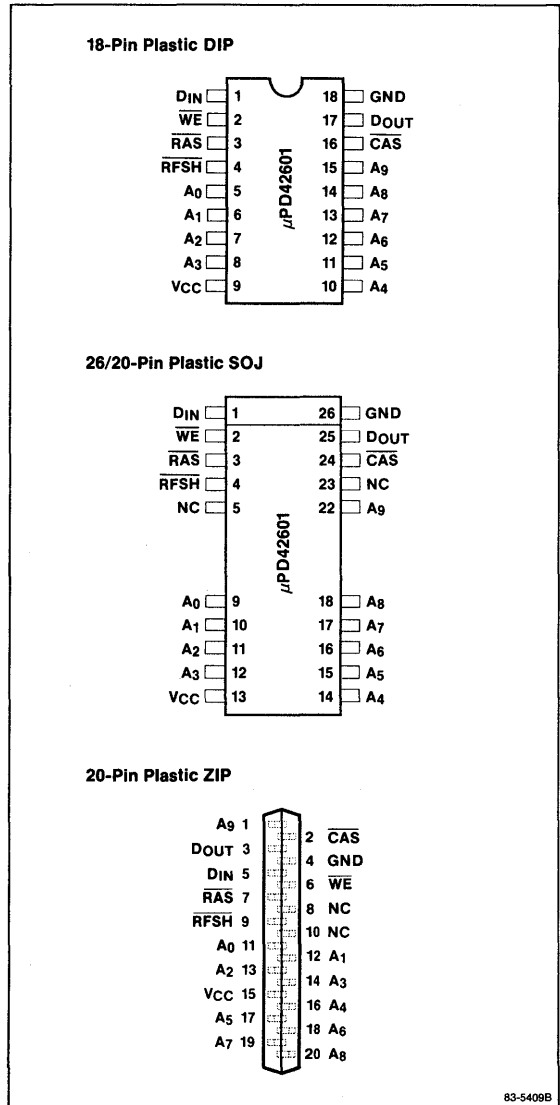 18-Pin Plastic DIP
DIN 1 18 GND
WE 2 17 DOUT
RAS 3 16 CAS
RFSH 4 15 A9
A0 5 14 A8
A1 6 13 A7
A2 7 12 A6
A3 8 11 A5
VCC 9 10 A4
μPD42601
26/20-Pin Plastic SOJ
DIN 1 26 GND
WE 2 25 DOUT
RAS 3 24 CAS
RFSH 4 23 NC
NC 5 22 A9
μPD42601
A0 9 18 A8
A1 10 17 A7
A2 11 16 A6
A3 12 15 A5
VCC 13 14 A4
20-Pin Plastic ZIP
A9 1
2 CAS
DOUT 3
4 GND
DIN 5
6 WE
RAS 7
8 NC
RFSH 9
10 NC
A0 11
12 A1
A2 13
14 A3
VCC 15
16 A4
A5 17
18 A6
A7 19
20 A8
83-5409B